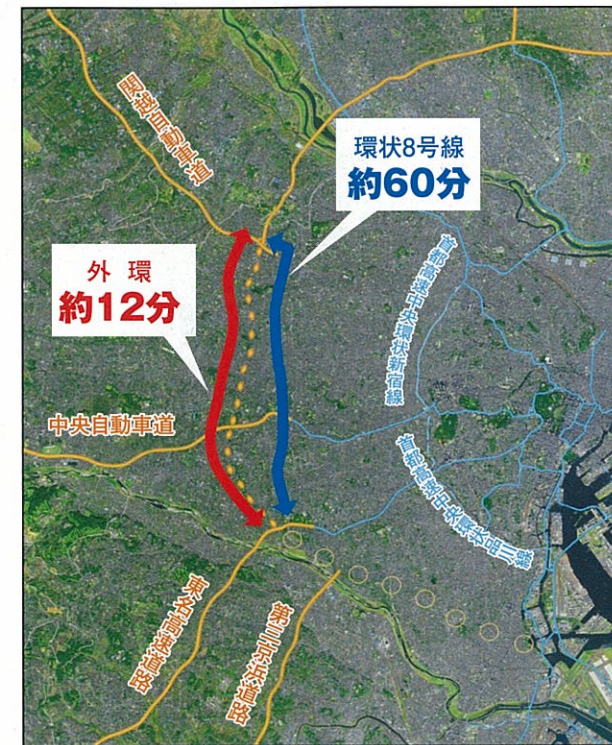 関越自動車道
環状8号線
約60分
外環
約12分
首都高速中央環状新宿線
中央自動車道
首都高速中央環状品川線
東名高速道路
第三京浜道路